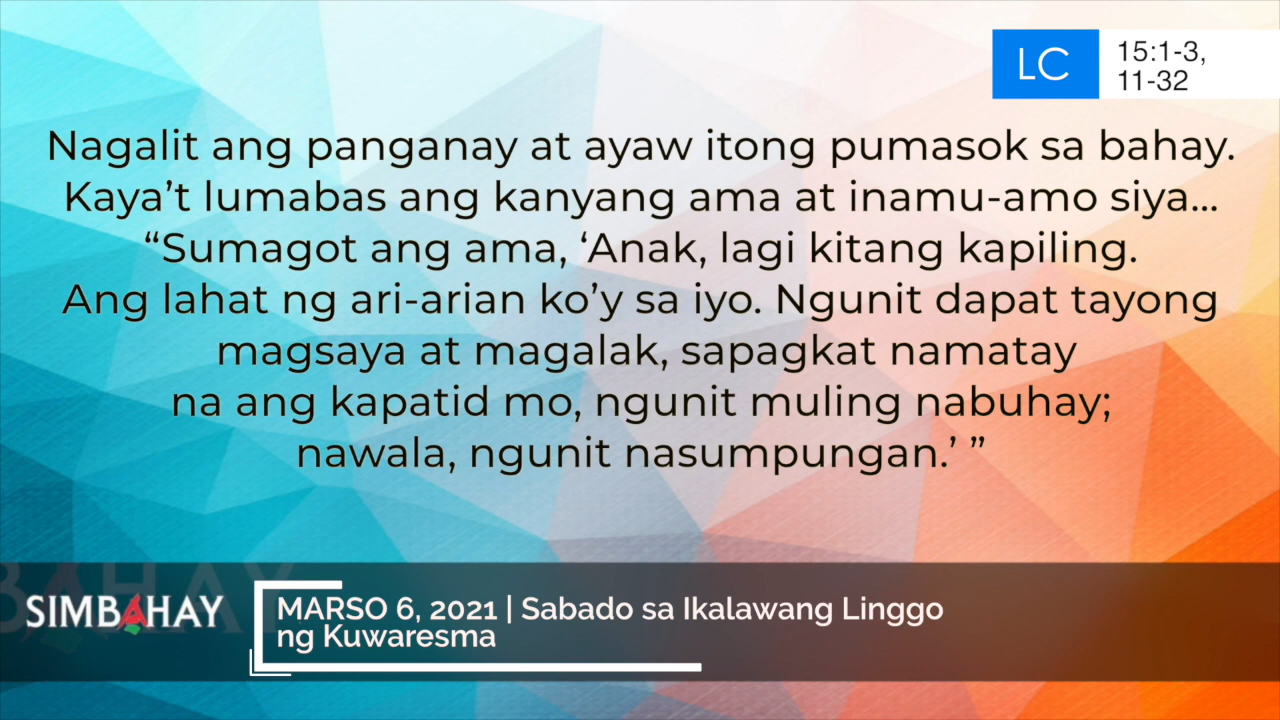 LC
15:1-3,
11-32
Nagalit ang panganay at ayaw itong pumasok sa bahay.
Kaya’t lumabas ang kanyang ama at inamu-amo siya...
“Sumagot ang ama, ‘Anak, lagi kitang kapiling.
Ang lahat ng ari-arian ko’y sa iyo. Ngunit dapat tayong
magsaya at magalak, sapagkat namatay
na ang kapatid mo, ngunit muling nabuhay;
nawala, ngunit nasumpungan.’ ”
SIMBAHAY
MARSO 6, 2021 | Sabado sa Ikalawang Linggo
ng Kuwaresma